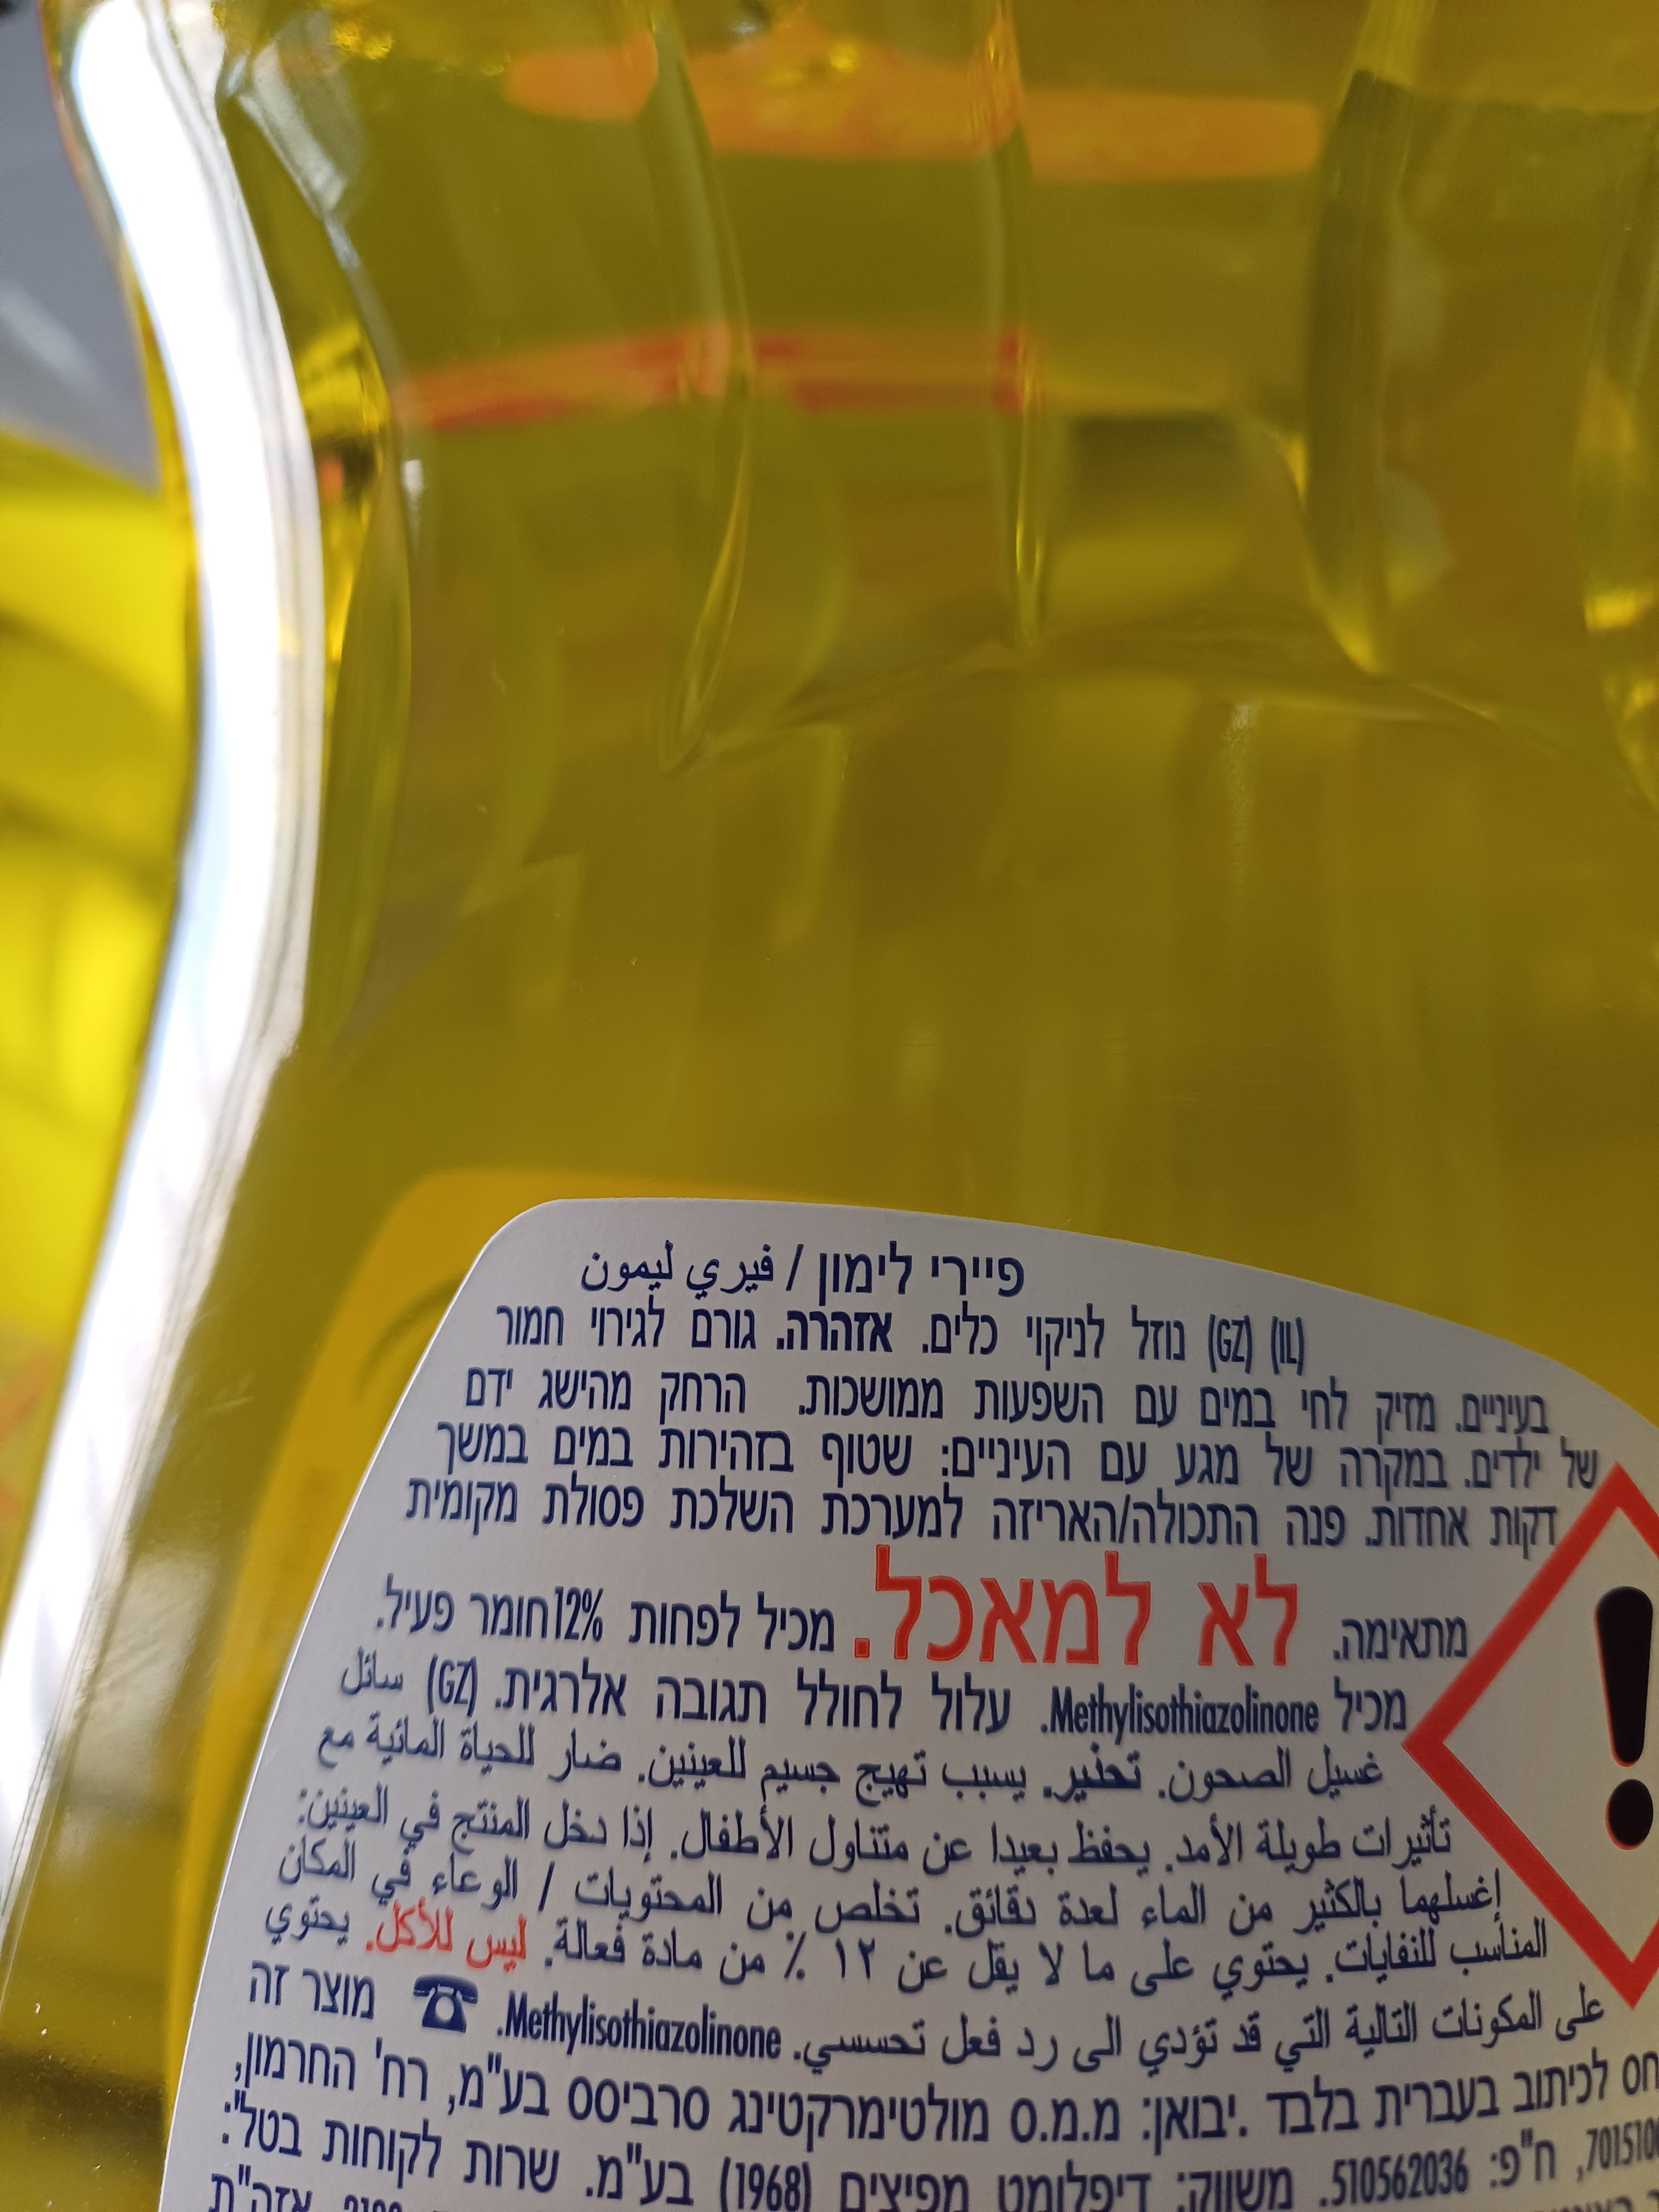 פיירי לימון / فيري ليمون
(IL) (GZ) נוזל לניקוי כלים. אזהרה. גורם לגירוי חמור
בעיניים. מזיק לחי במים עם השפעות ממושכות. הרחק מהישג ידם
של ילדים. במקרה של מגע עם העיניים: שטוף בזהירות במים במשך
דקות אחדות. פנה התכולה/האריזה למערכת השלכת פסולת מקומית
מתאימה. לא למאכל. מכיל לפחות 12% חומר פעיל.
מכיל Methylisothiazolinone. עלול לחולל תגובה אלרגית. (GZ) سائل
غسيل الصحون. تحذير. يسبب تهيج جسيم للعينين. ضار للحياة المائية مع
تأثيرات طويلة الأمد. يحفظ بعيدا عن متناول الأطفال. إذا دخل المنتج في العينين:
إغسلهما بالكثير من الماء لعدة دقائق. تخلص من المحتويات / الوعاء في المكان
المناسب للنفايات. يحتوي على ما لا يقل عن ١٢ ٪ من مادة فعالة. ليس للأكل. يحتوي
على المكونات التالية التي قد تؤدي الى رد فعل تحسسي. Methylisothiazolinone. ☎ מוצר זה
לכיתוב בעברית בלבד. יבואן: מ.מ.ס מולטימרקטינג סרביסס בע"מ, רח' החרמון,
ח"פ: 510562036. משווק: דיפלומט מפיצים (1968) בע"מ. שרות לקוחות בטל':